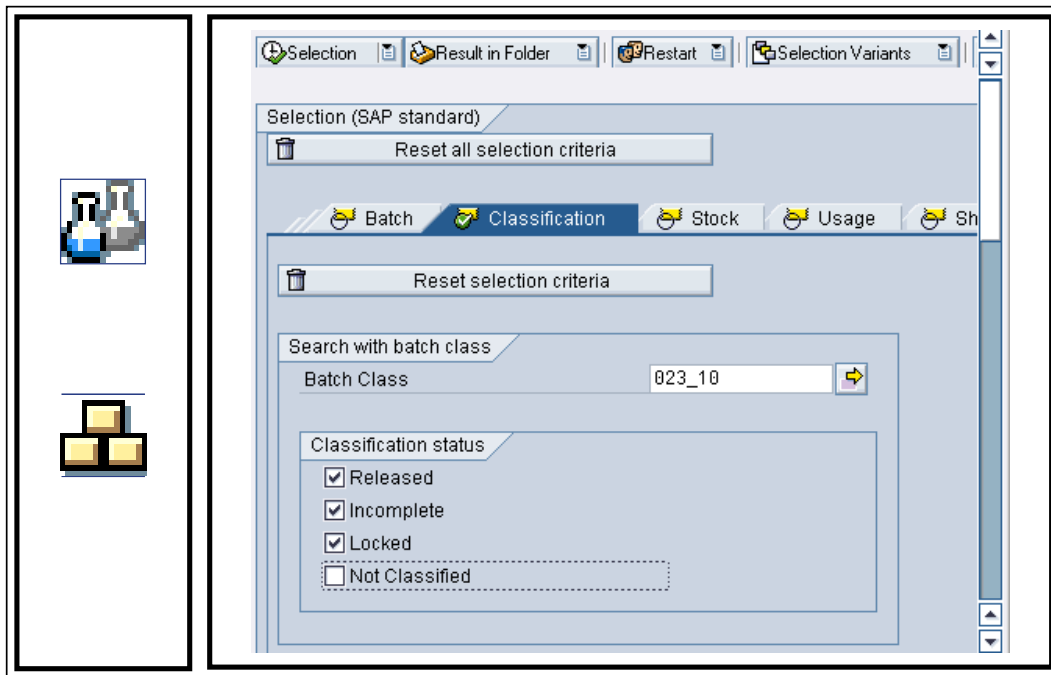 Selection Result in Folder Restart Selection Variants
Selection (SAP standard)
Reset all selection criteria
Batch Classification Stock Usage Sh
Reset selection criteria
Search with batch class
Batch Class 023_10
Classification status
Released
Incomplete
Locked
Not Classified